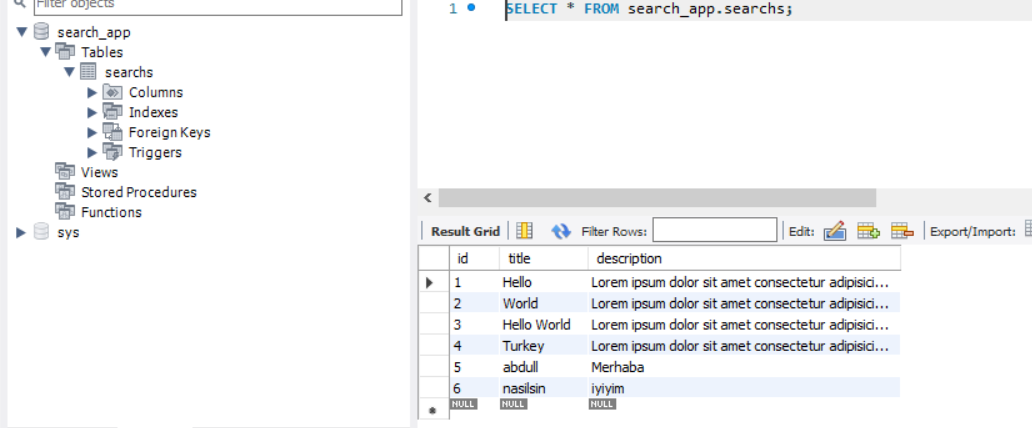 Filter objects
search_app
Tables
searchs
Columns
Indexes
Foreign Keys
Triggers
Views
Stored Procedures
Functions
sys
1 SELECT * FROM search_app.searchs;
Result Grid Filter Rows: Edit: Export/Import:
id title description
1 Hello Lorem ipsum dolor sit amet consectetur adipisici...
2 World Lorem ipsum dolor sit amet consectetur adipisici...
3 Hello World Lorem ipsum dolor sit amet consectetur adipisici...
4 Turkey Lorem ipsum dolor sit amet consectetur adipisici...
5 abdull Merhaba
6 nasilsin iyiyim
NULL NULL NULL